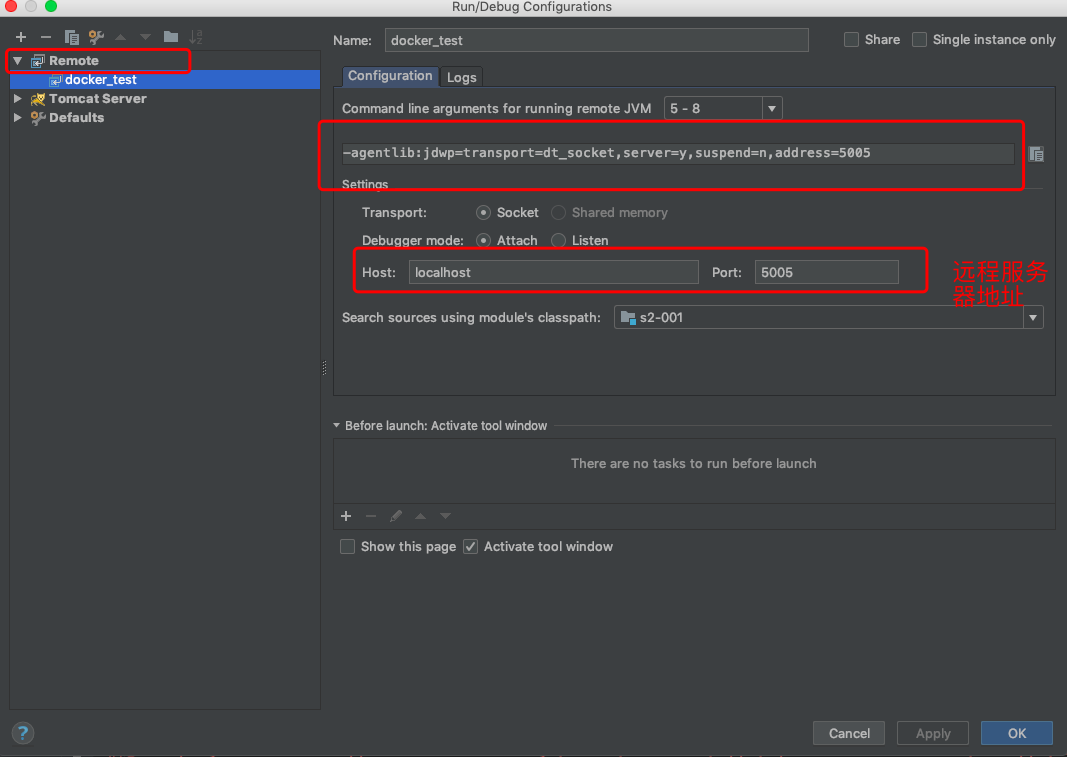 Run/Debug Configurations
Remote
docker_test
Tomcat Server
Defaults
Name: docker_test Share Single instance only
Configuration Logs
Command line arguments for running remote JVM 5 - 8
-agentlib:jdwp=transport=dt_socket,server=y,suspend=n,address=5005
Settings
Transport: Socket Shared memory
Debugger mode: Attach Listen
Host: localhost Port: 5005
远程服务
器地址
Search sources using module's classpath: s2-001
Before launch: Activate tool window
There are no tasks to run before launch
Show this page Activate tool window
? Cancel Apply OK